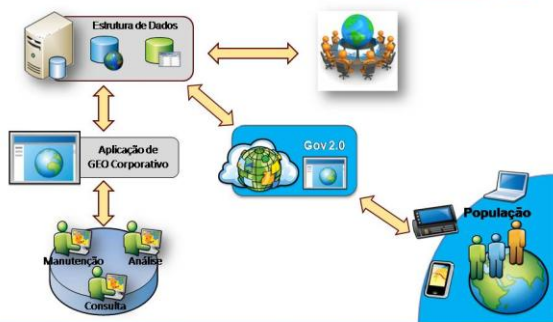 Estrutura de Dados
Gov 2.0
Aplicação de
GEO Corporativo
População
Manutenção
Análise
Consulta